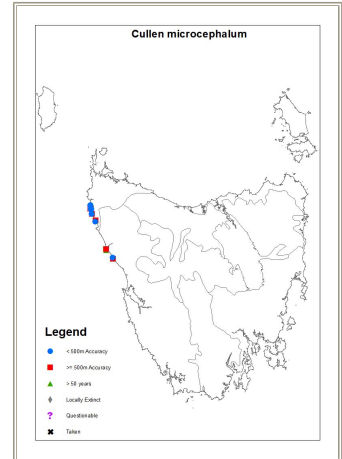 Cullen microcephalum
Legend
< 500m Accuracy
>= 500m Accuracy
> 50 years
Locally Extinct
Questionable
Taken